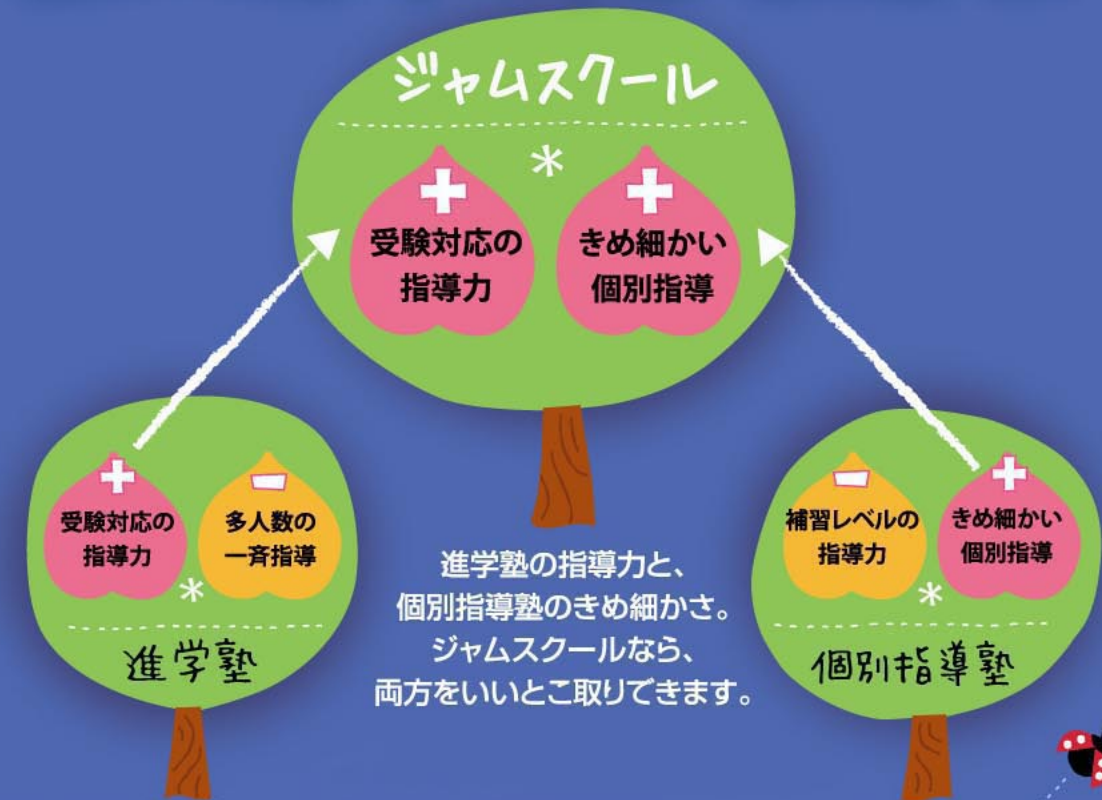 ジャムスクール
受験対応の
指導力
きめ細かい
個別指導
受験対応の
指導力
多人数の
一斉指導
進学塾
進学塾の指導力と、
個別指導塾のきめ細かさ。
ジャムスクールなら、
両方をいいとこ取りできます。
補習レベルの
指導力
きめ細かい
個別指導
個別指導塾